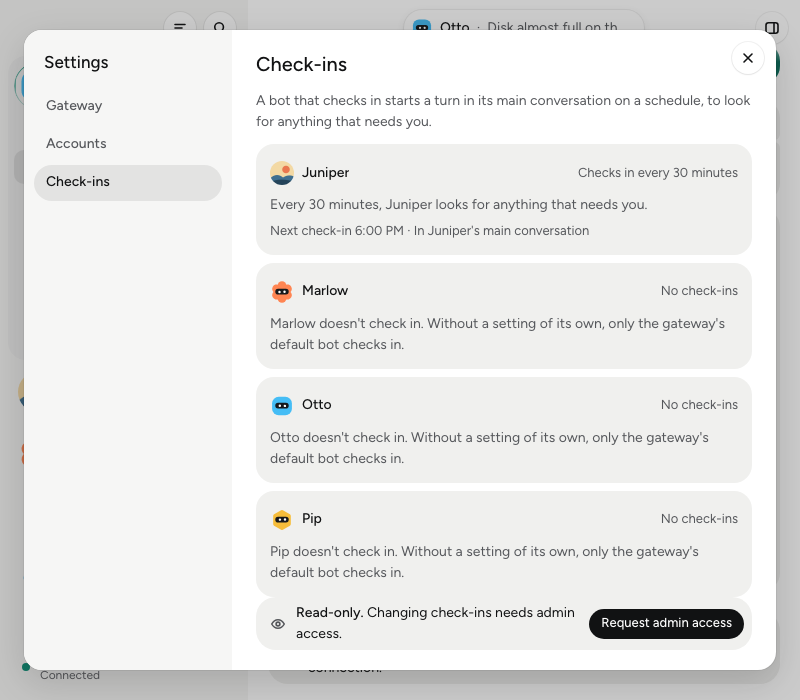 Otto · Disk almost full on th
Settings
Gateway
Accounts
Check-ins
Check-ins
A bot that checks in starts a turn in its main conversation on a schedule, to look
for anything that needs you.
Juniper
Checks in every 30 minutes
Every 30 minutes, Juniper looks for anything that needs you.
Next check-in 6:00 PM · In Juniper's main conversation
Marlow
No check-ins
Marlow doesn't check in. Without a setting of its own, only the gateway's
default bot checks in.
Otto
No check-ins
Otto doesn't check in. Without a setting of its own, only the gateway's
default bot checks in.
Pip
No check-ins
Pip doesn't check in. Without a setting of its own, only the gateway's
default bot checks in.
Read-only. Changing check-ins needs admin
access.
Request admin access
Connected
connection.